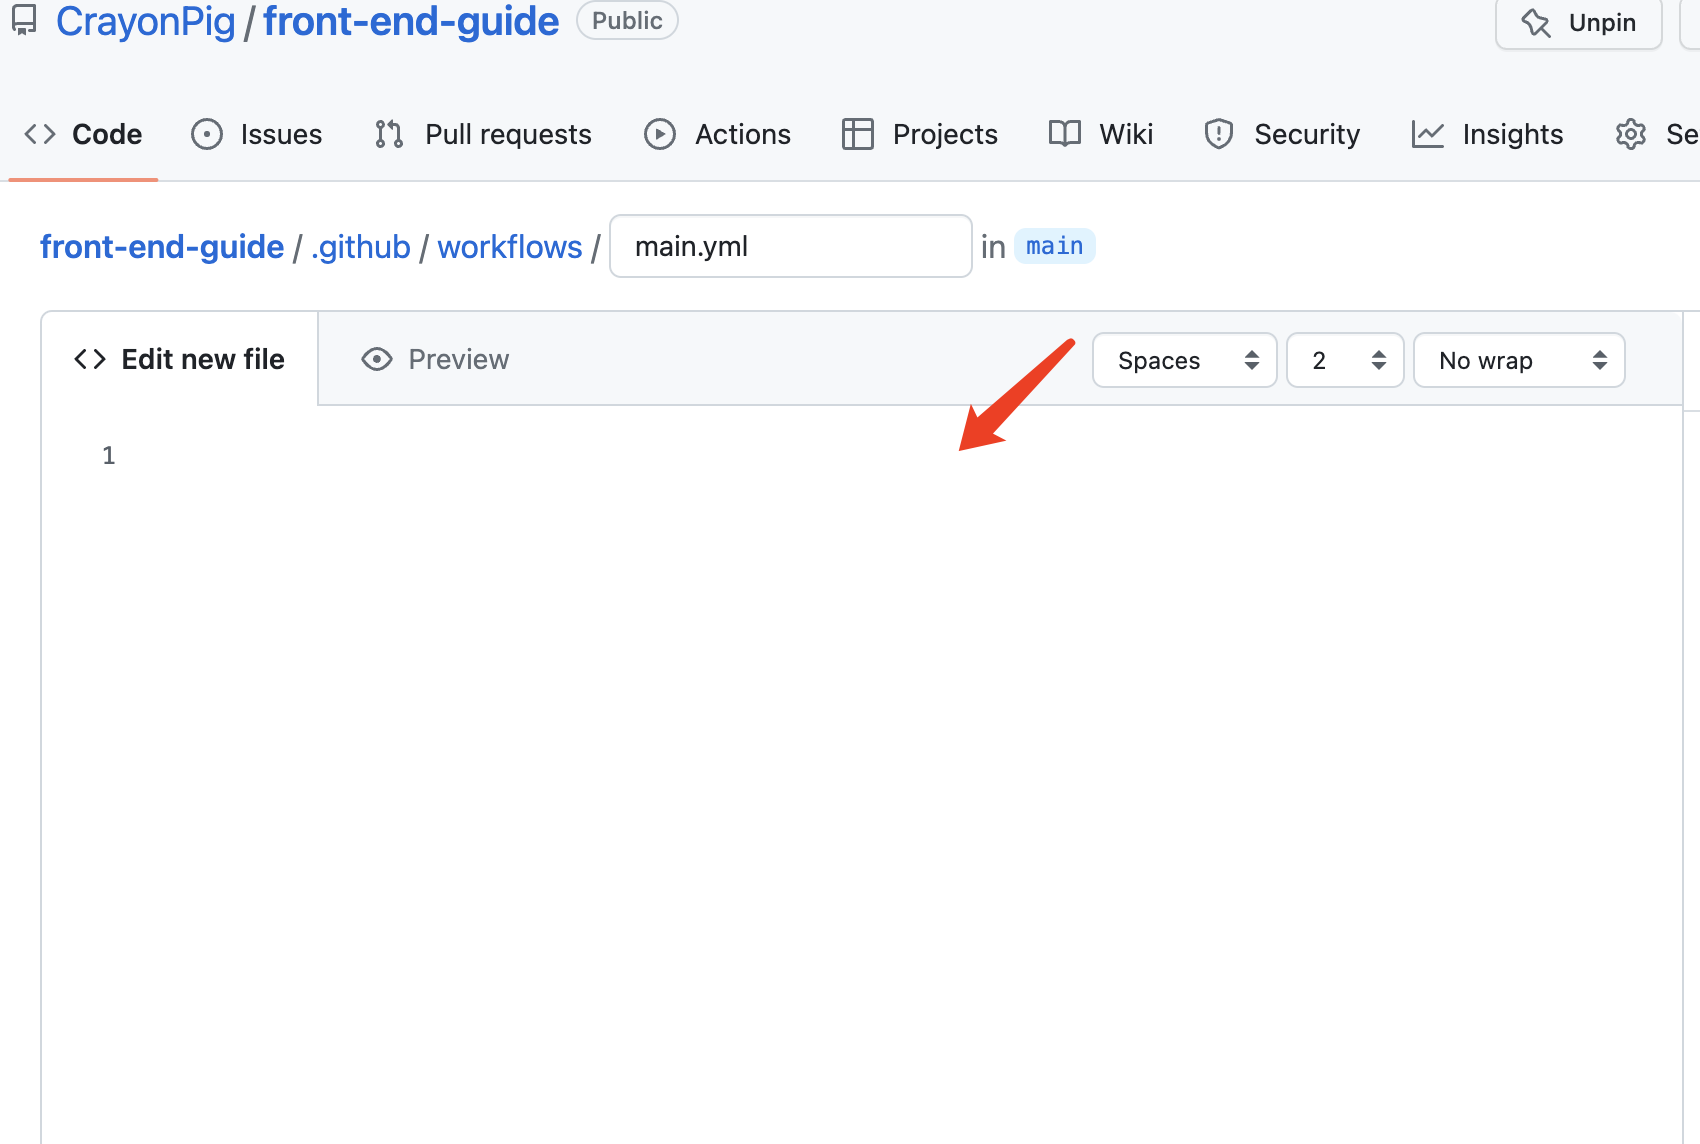 CrayonPig / front-end-guide Public Unpin
Code Issues Pull requests Actions Projects Wiki Security Insights Se
front-end-guide / .github / workflows / main.yml in main
Edit new file Preview Spaces 2 No wrap
1